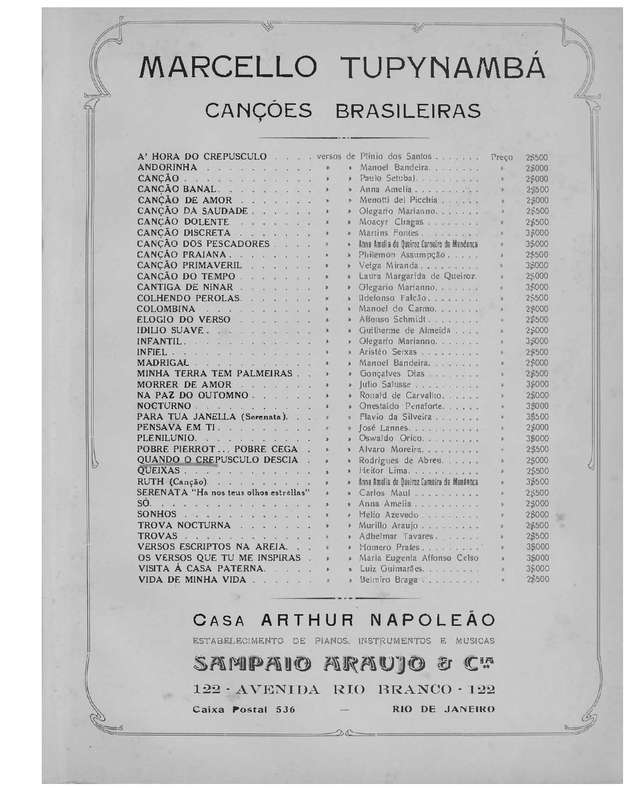 MARCELLO TUPYNAMBÁ
CANÇÕES BRASILEIRAS
A' HORA DO CREPUSCULO . . . . versos de Plinio dos Santos . . . . . . . Preço 2$500
ANDORINHA . . . . . . . . . » » Manoel Bandeira. . . . . . . . » 2$000
CANÇÃO . . . . . . . . . . » » Paulo Setubal. . . . . . . . . » 2$000
CANÇÃO BANAL. . . . . . . . » » Anna Amelia . . . . . . . . . » 2$500
CANÇÃO DE AMOR . . . . . . . » » Menotti del Picchia . . . . . . » 2$000
CANÇÃO DA SAUDADE . . . . . . » » Olegario Marianno. . . . . . . » 2$500
CANÇÃO DOLENTE . . . . . . . » » Moacyr Chagas . . . . . . . . » 2$500
CANÇÃO DISCRETA . . . . . . . » » Martins Fontes . . . . . . . . » 3$000
CANÇÃO DOS PESCADORES . . . . » » Anna Amelia de Queiroz Carneiro de Mendonça » 3$000
CANÇÃO PRAIANA. . . . . . . . » » Philemon Assumpção . . . . . . » 2$500
CANÇÃO PRIMAVERIL . . . . . . » » Veiga Miranda. . . . . . . . . » 3$000
CANÇÃO DO TEMPO . . . . . . . » » Laura Margarida de Queiroz. » 2$000
CANTIGA DE NINAR . . . . . . . » » Olegario Marianno. . . . . . . » 3$000
COLHENDO PEROLAS. . . . . . . » » Ildefonso Falcão. . . . . . . . » 2$500
COLOMBINA . . . . . . . . . » » Manoel do Carmo. . . . . . . » 2$000
ELOGIO DO VERSO . . . . . . . » » Affonso Schmidt . . . . . . . » 2$500
IDILIO SUAVE. . . . . . . . . » » Guilherme de Almeida . . . . . » 2$000
INFANTIL. . . . . . . . . . . » » Olegario Marianno. . . . . . . » 3$000
INFIEL . . . . . . . . . . . » » Aristêo Seixas . . . . . . . . » 2$500
MADRIGAL . . . . . . . . . . » » Manoel Bandeira. . . . . . . . » 2$000
MINHA TERRA TEM PALMEIRAS . . . » » Gonçalves Dias . . . . . . . . » 2$500
MORRER DE AMOR . . . . . . . » » Julio Salusse . . . . . . . . » 3$000
NA PAZ DO OUTOMNO . . . . . . » » Ronald de Carvalho. . . . . . . » 2$000
NOCTURNO . . . . . . . . . . » » Onestaldo Penaforte. . . . . . » 3$000
PARA TUA JANELLA (Serenata). . . . » » Flavio da Silveira . . . . . . . » 3$500
PENSAVA EM TI . . . . . . . . » » José Lannes. . . . . . . . . » 2$000
PLENILUNIO. . . . . . . . . . » » Oswaldo Orico. . . . . . . . » 3$000
POBRE PIERROT... POBRE CEGA . » » Alvaro Moreira. . . . . . . . » 2$500
QUANDO O CREPUSCULO DESCIA . » » Rodrigues de Abreu. . . . . . . » 2$000
QUEIXAS . . . . . . . . . . » » Heitor Lima. . . . . . . . . » 2$500
RUTH (Canção). . . . . . . . . » » Anna Amelia de Queiroz Carneiro de Mendonça » 3$500
SERENATA "Ha nos teus olhos estrellas" » » Carlos Maul . . . . . . . . . » 2$500
SÓ. . . . . . . . . . . . . » » Anna Amelia . . . . . . . . . » 2$000
SONHOS . . . . . . . . . . . » » Helio Azevedo . . . . . . . . » 2$000
TROVA NOCTURNA . . . . . . . » » Murillo Araujo . . . . . . . . » 2$500
TROVAS . . . . . . . . . . . » » Adhelmar Tavares. . . . . . . » 2$500
VERSOS ESCRIPTOS NA AREIA. . . » » Homero Prates . . . . . . . . » 3$000
OS VERSOS QUE TU ME INSPIRAS . » » Maria Eugenia Affonso Celso » 3$000
VISITA Á CASA PATERNA. . . . . » » Luiz Guimarães. . . . . . . . » 3$000
VIDA DE MINHA VIDA . . . . . . » » Belmiro Braga . . . . . . . . » 2$500
CASA ARTHUR NAPOLEÃO
ESTABELECIMENTO DE PIANOS, INSTRUMENTOS E MUSICAS
SAMPAIO ARAUJO & Cia
122 - AVENIDA RIO BRANCO - 122
Caixa Postal 536 — RIO DE JANEIRO